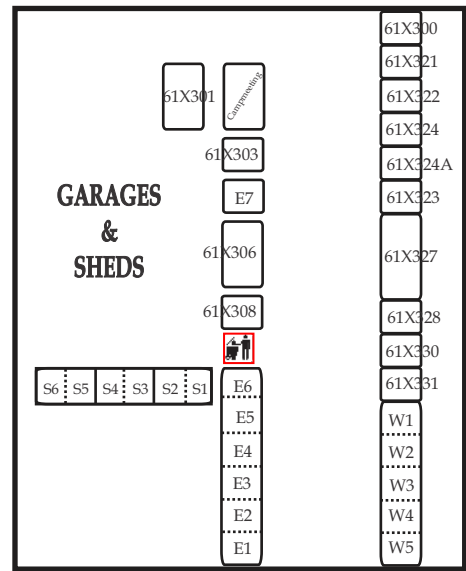 61X300
61X321
61X301
Campmeeting
61X322
61X324
61X303
61X324A
GARAGES
&
SHEDS
E7
61X323
61X306
61X327
61X308
61X328
61X330
S6 S5 S4 S3 S2 S1
E6
61X331
E5
W1
E4
W2
E3
W3
E2
W4
E1
W5